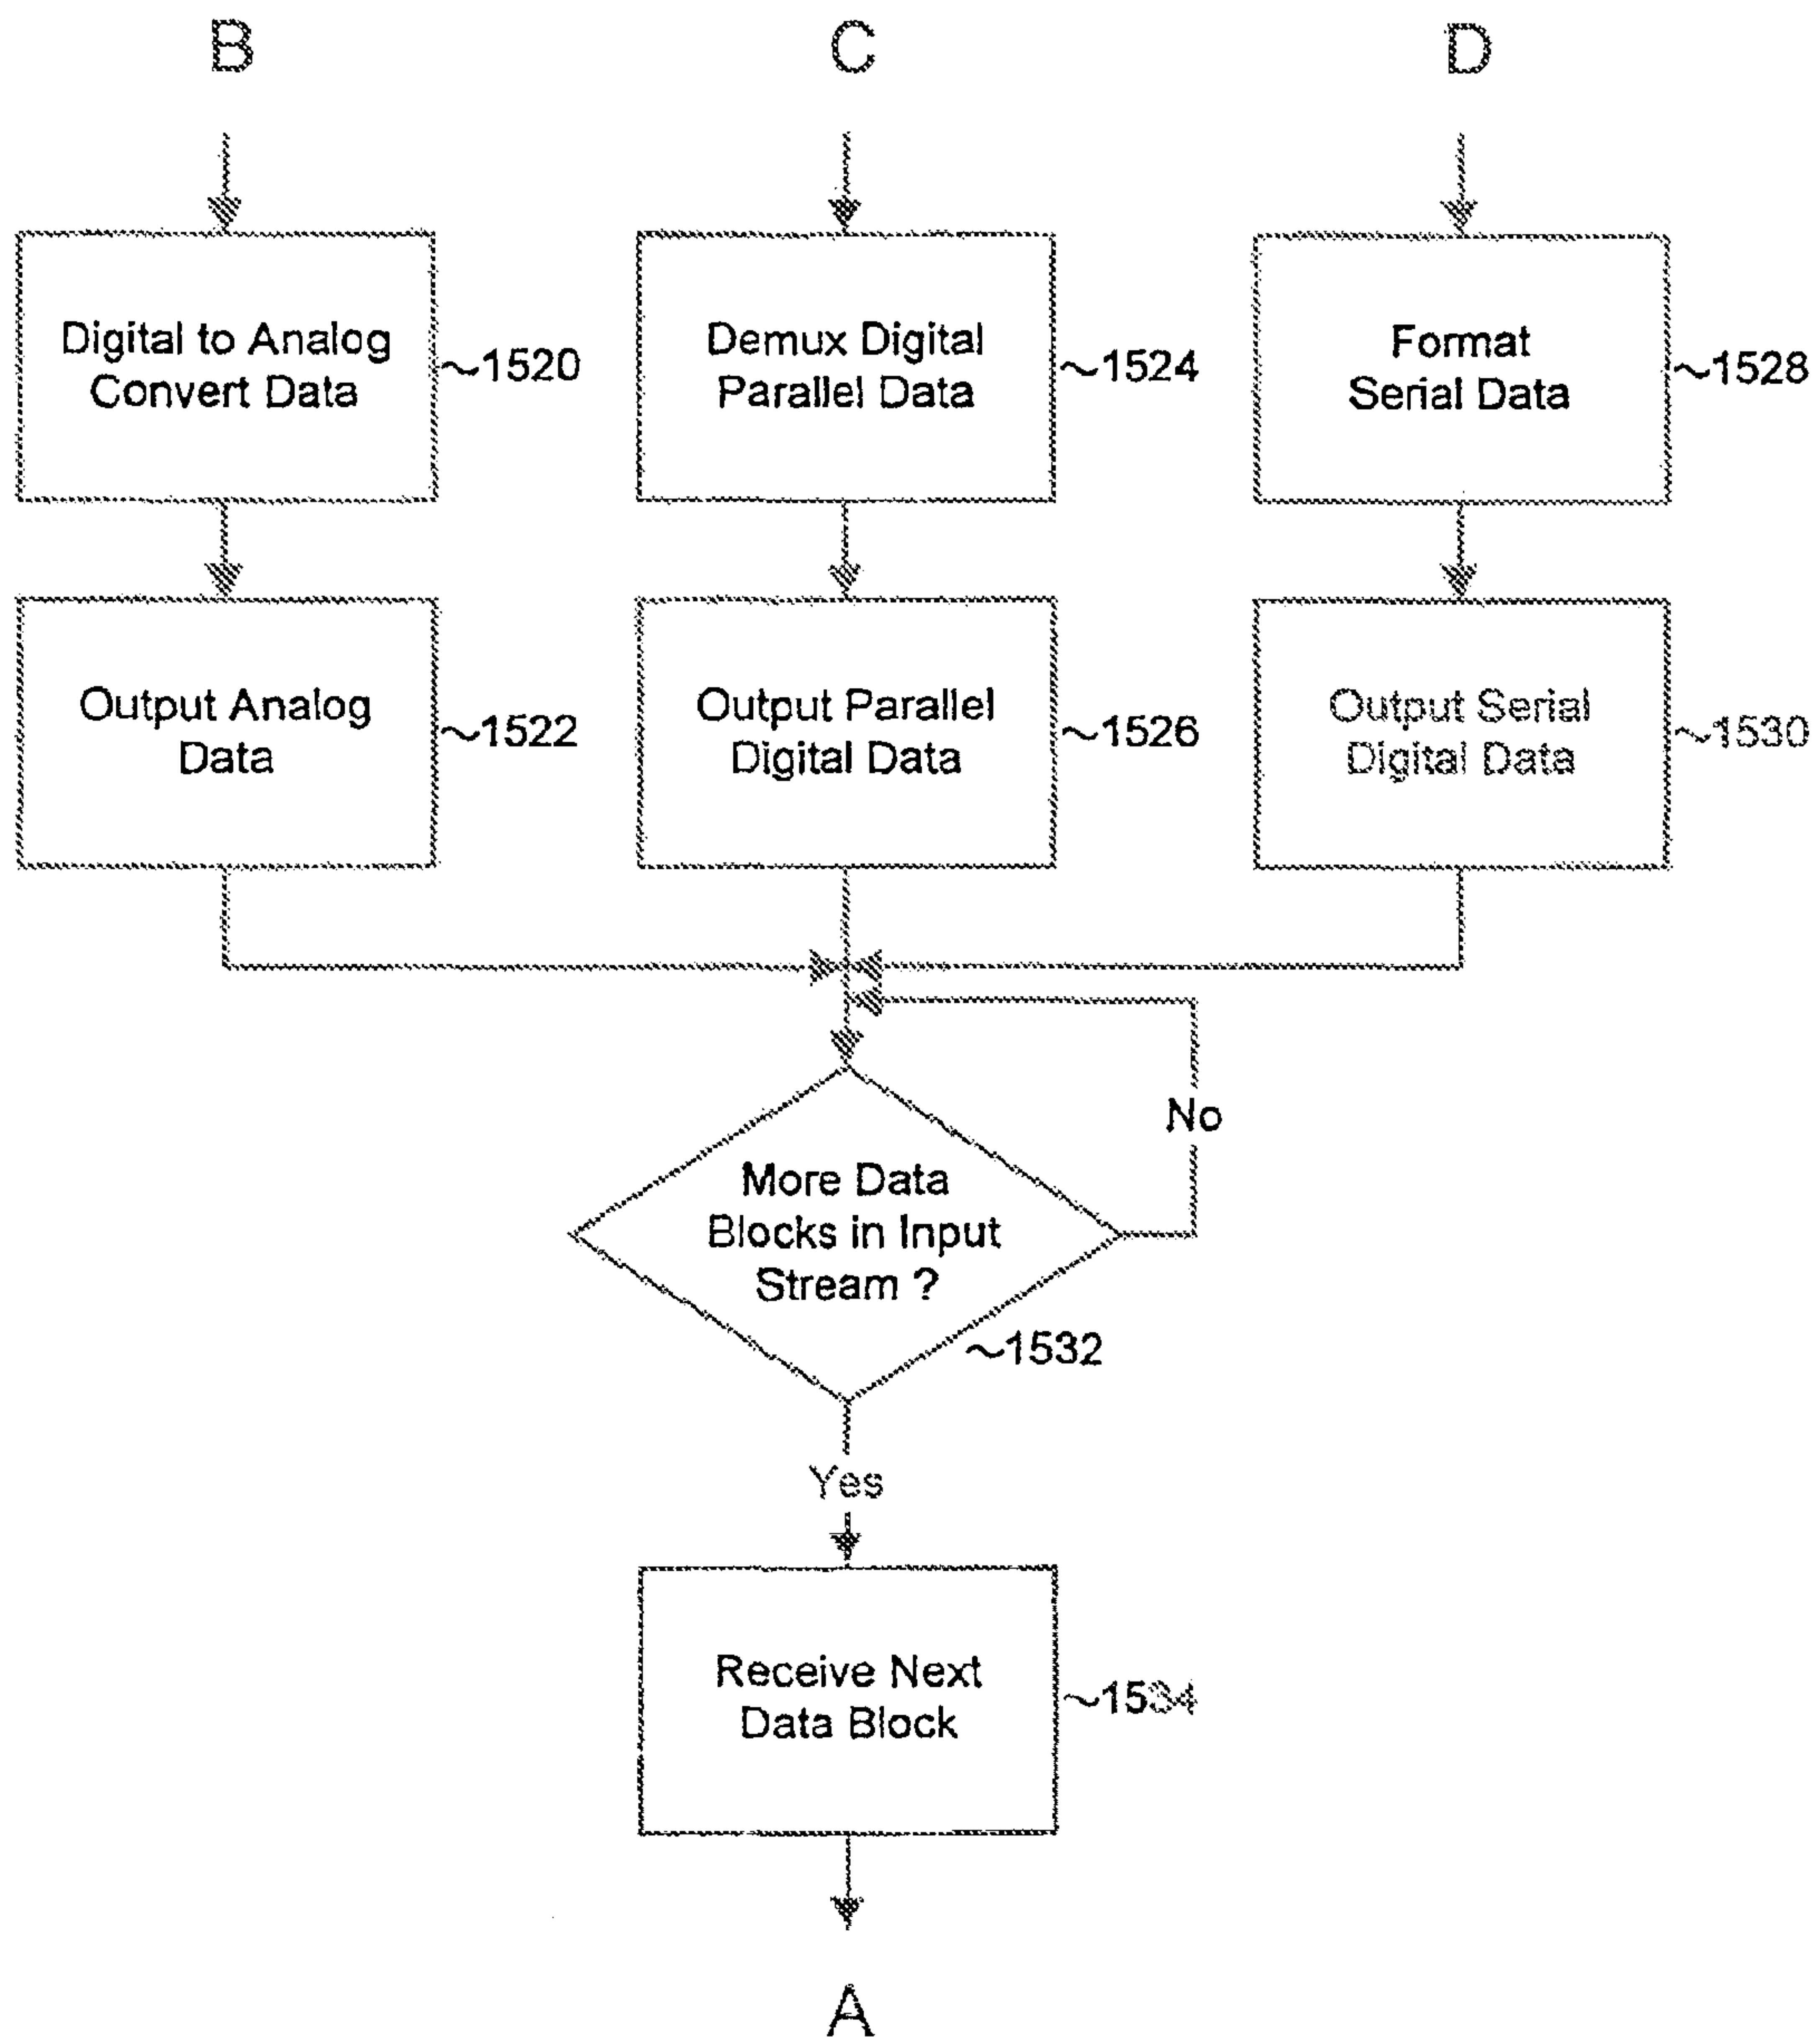 B
C
D
Digital to Analog
Convert Data
~1520
Demux Digital
Parallel Data
~1524
Format
Serial Data
~1528
Output Analog
Data
~1522
Output Parallel
Digital Data
~1526
Output Serial
Digital Data
~1530
No
More Data
Blocks in Input
Stream ?
~1532
Yes
Receive Next
Data Block
~1534
A